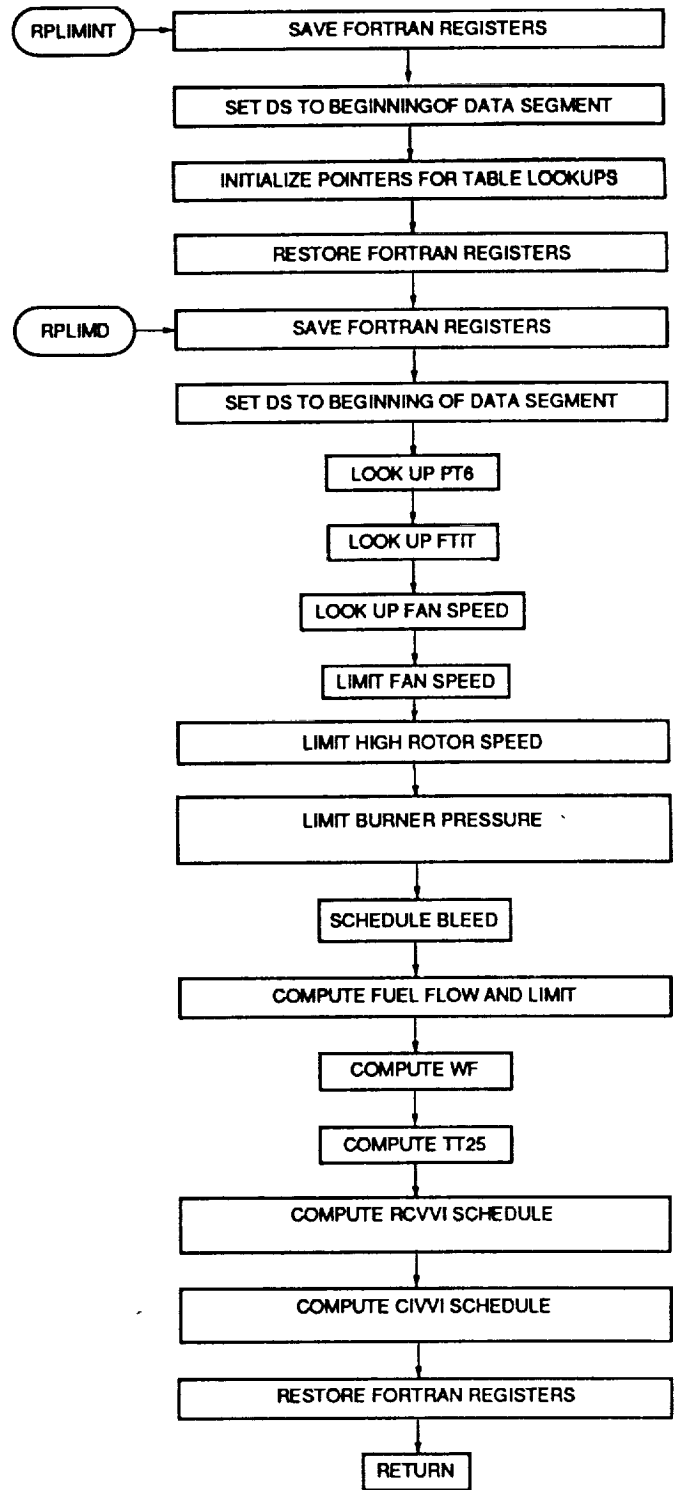 RPLIMINT
SAVE FORTRAN REGISTERS
SET DS TO BEGINNINGOF DATA SEGMENT
INITIALIZE POINTERS FOR TABLE LOOKUPS
RESTORE FORTRAN REGISTERS
RPLIMD
SAVE FORTRAN REGISTERS
SET DS TO BEGINNING OF DATA SEGMENT
LOOK UP PT6
LOOK UP FTIT
LOOK UP FAN SPEED
LIMIT FAN SPEED
LIMIT HIGH ROTOR SPEED
LIMIT BURNER PRESSURE
SCHEDULE BLEED
COMPUTE FUEL FLOW AND LIMIT
COMPUTE WF
COMPUTE TT25
COMPUTE RCVVI SCHEDULE
COMPUTE CIVVI SCHEDULE
RESTORE FORTRAN REGISTERS
RETURN